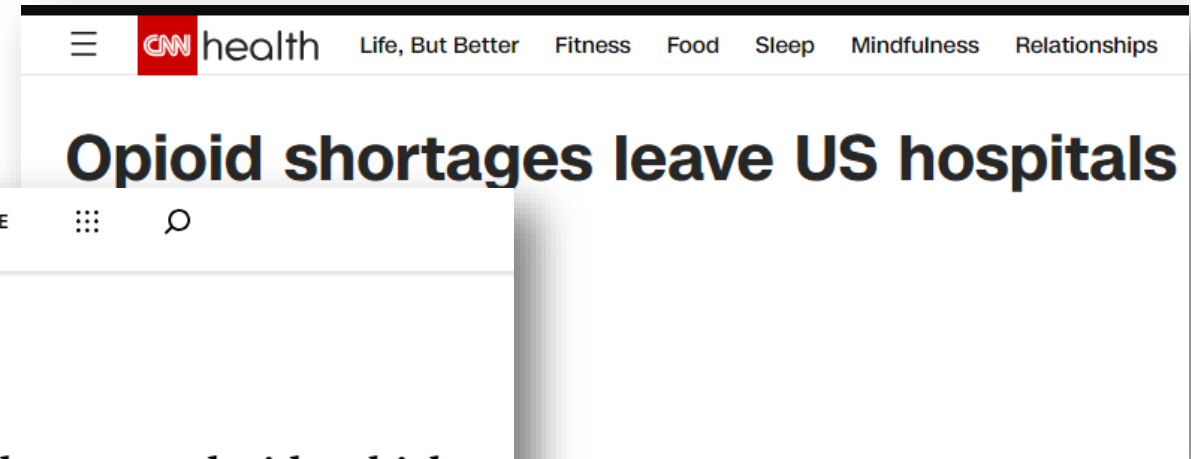 CNN health Life, But Better Fitness Food Sleep Mindfulness Relationships
Opioid shortages leave US hospitals
E